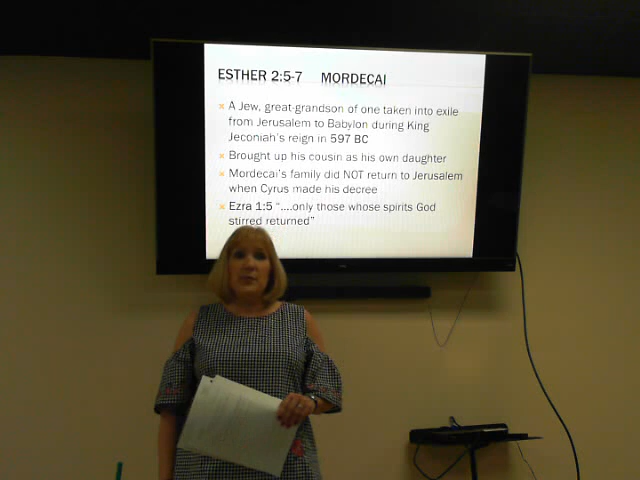 ESTHER 2:5-7 MORDECAI
A Jew, great-grandson of one taken into exile
from Jerusalem to Babylon during King
Jeconiah's reign in 597 BC
Brought up his cousin as his own daughter
Mordecai's family did NOT return to Jerusalem
when Cyrus made his decree
Ezra 1:5 "....only those whose spirits God
stirred returned"